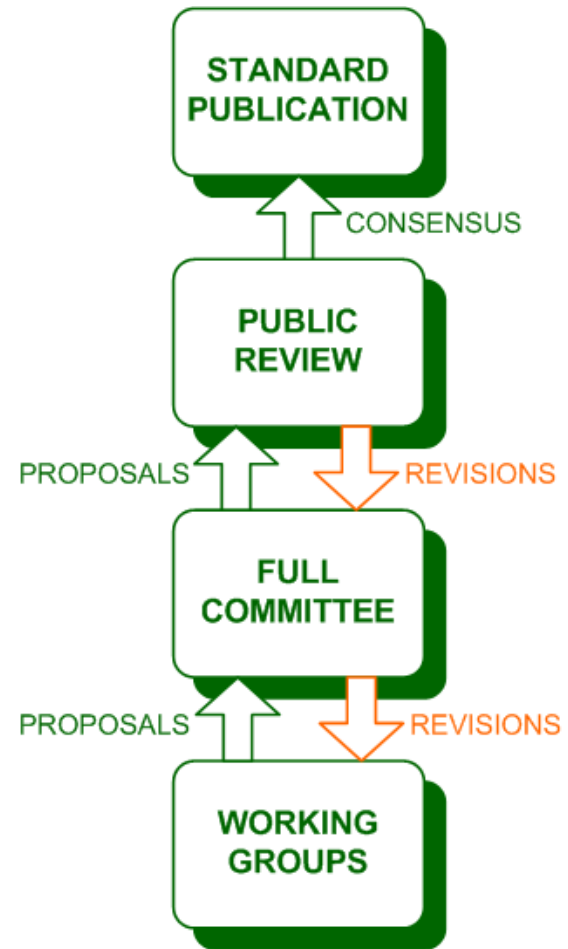 STANDARD
PUBLICATION
CONSENSUS
PUBLIC
REVIEW
PROPOSALS
REVISIONS
FULL
COMMITTEE
PROPOSALS
REVISIONS
WORKING
GROUPS